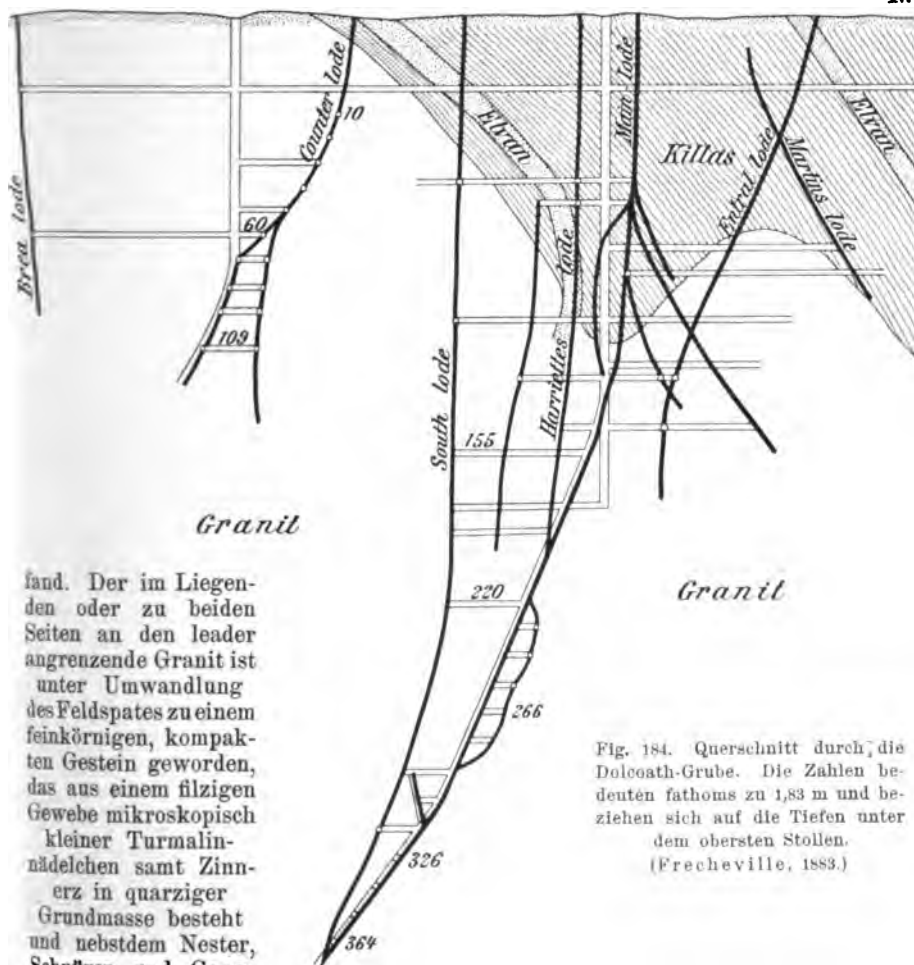 Brea lode
Counter lode
10
60
109
South lode
Elvan
155
Harrietles lode
Main lode
Killas
Entral lode
Martins lode
Elvan
Granit
Granit
220
266
326
364
fand. Der im Liegen-
den oder zu beiden
Seiten an den leader
angrenzende Granit ist
unter Umwandlung
des Feldspates zu einem
feinkörnigen, kompak-
ten Gestein geworden,
das aus einem filzigen
Gewebe mikroskopisch
kleiner Turmalin-
nädelchen samt Zinn-
erz in quarziger
Grundmasse besteht
und nebstdem Nester,
Fig. 184. Querschnitt durch die
Dolcoath-Grube. Die Zahlen be-
deuten fathoms zu 1,83 m und be-
ziehen sich auf die Tiefen unter
dem obersten Stollen.
(Frecheville, 1883.)